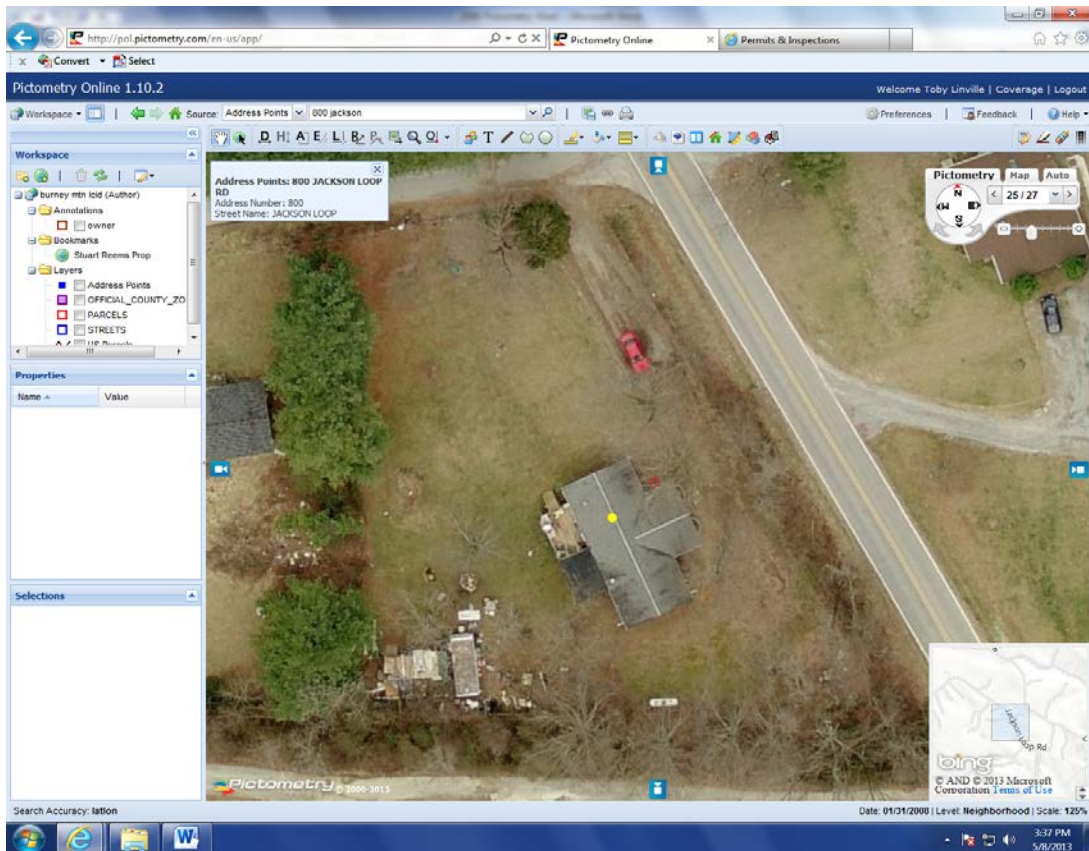 http://pol.pictometry.com/en-us/app/
Pictometry Online
Permits & Inspections
x Convert Select
Pictometry Online 1.10.2
Welcome Toby Linville | Coverage | Logout
Workspace
Source: Address Points 800 jackson
Preferences | Feedback | Help
Workspace
burney mtn lcid (Author)
Annotations
owner
Bookmarks
Stuart Reems Prop
Layers
Address Points
OFFICIAL_COUNTY_ZO
PARCELS
STREETS
Properties
Name Value
Selections
Address Points: 800 JACKSON LOOP
RD
Address Number: 800
Street Name: JACKSON LOOP
Pictometry Map Auto
N
W E
S
25 / 27
Jackson Loop Rd
bing
© AND © 2013 Microsoft
Corporation Terms of Use
Pictometry © 2006-2013
Search Accuracy: latlon
Date: 01/31/2008 | Level: Neighborhood | Scale: 125%
3:37 PM
5/8/2013